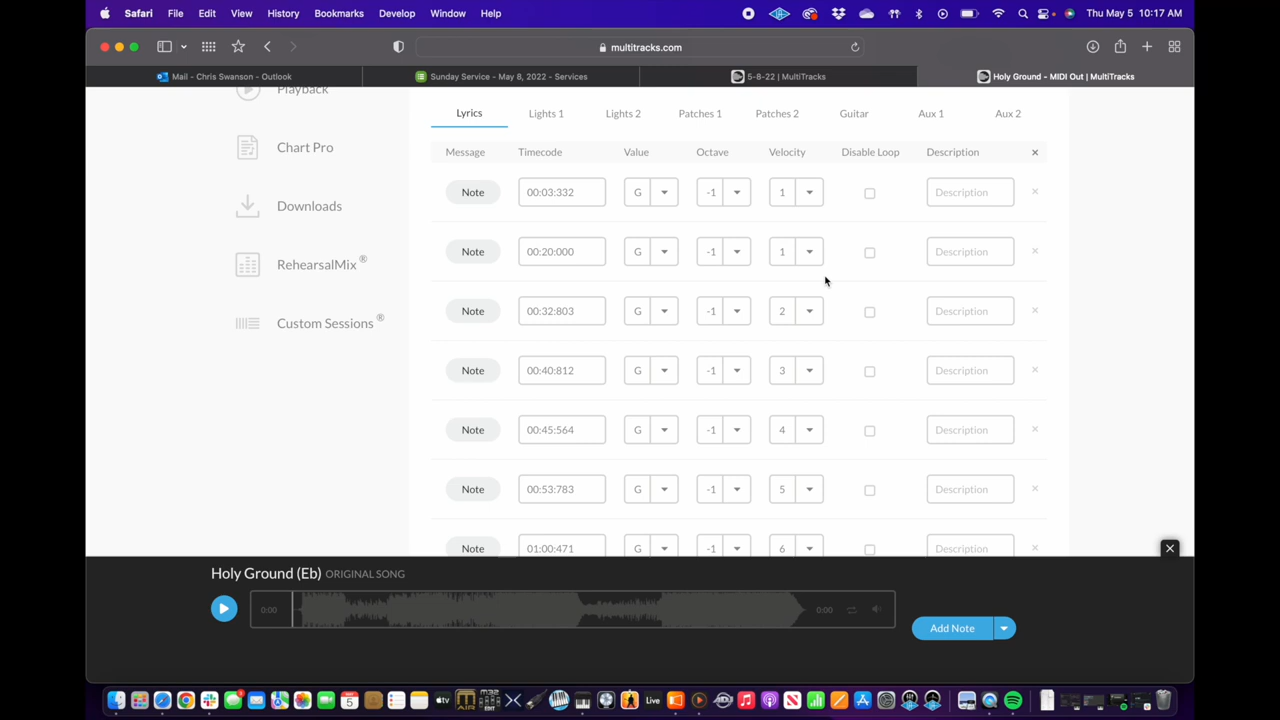 Safari File Edit View History Bookmarks Develop Window Help Thu May 5 10:17 AM
multitracks.com
Mail - Chris Swanson - Outlook
Sunday Service - May 8, 2022 - Services
5-8-22 | MultiTracks
Holy Ground - MIDI Out | MultiTracks
Playback
Chart Pro
Downloads
RehearsalMix®
Custom Sessions®
Lyrics Lights 1 Lights 2 Patches 1 Patches 2 Guitar Aux 1 Aux 2
Message Timecode Value Octave Velocity Disable Loop Description ×
Note 00:03:332 G -1 1 Description ×
Note 00:20:000 G -1 1 Description ×
Note 00:32:803 G -1 2 Description ×
Note 00:40:812 G -1 3 Description ×
Note 00:45:564 G -1 4 Description ×
Note 00:53:783 G -1 5 Description ×
Note 01:00:471 G -1 6 Description ×
Holy Ground (Eb) ORIGINAL SONG
0:00 0:00
Add Note